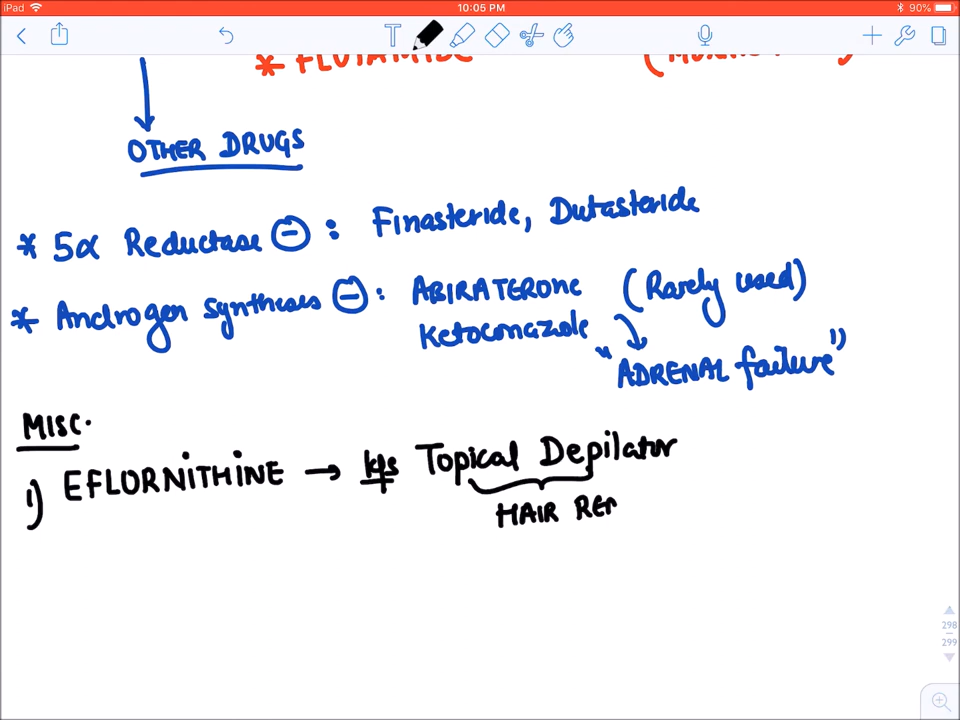 iPad 10:05 PM 90%
T
* FLUTAMIDE
OTHER DRUGS
* 5α Reductase ⊖ : Finasteride, Dutasteride
* Androgen syntheses ⊖ : ABIRATERONE (Rarely used)
Ketoconazole
"ADRENAL failure"
MISC.
1) EFLORNITHINE → Topical Depilator
HAIR REM
298
299